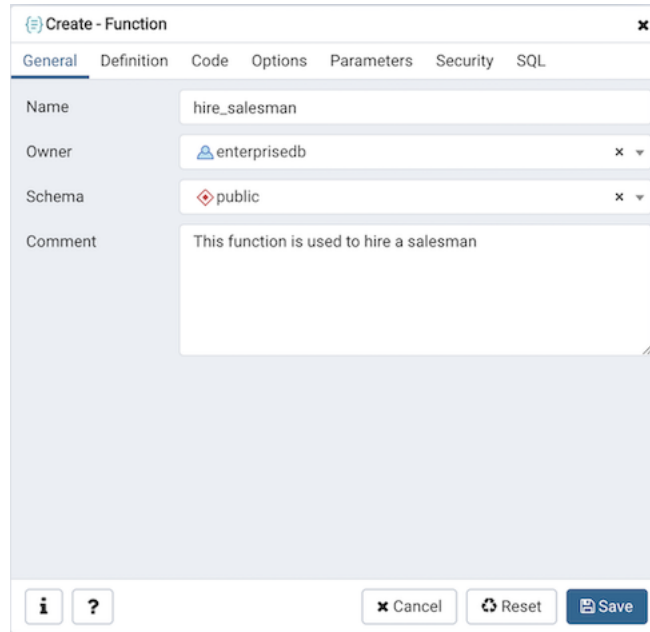 Create - Function
General Definition Code Options Parameters Security SQL
Name hire_salesman
Owner enterprisedb
Schema public
Comment This function is used to hire a salesman
i ? Cancel Reset Save